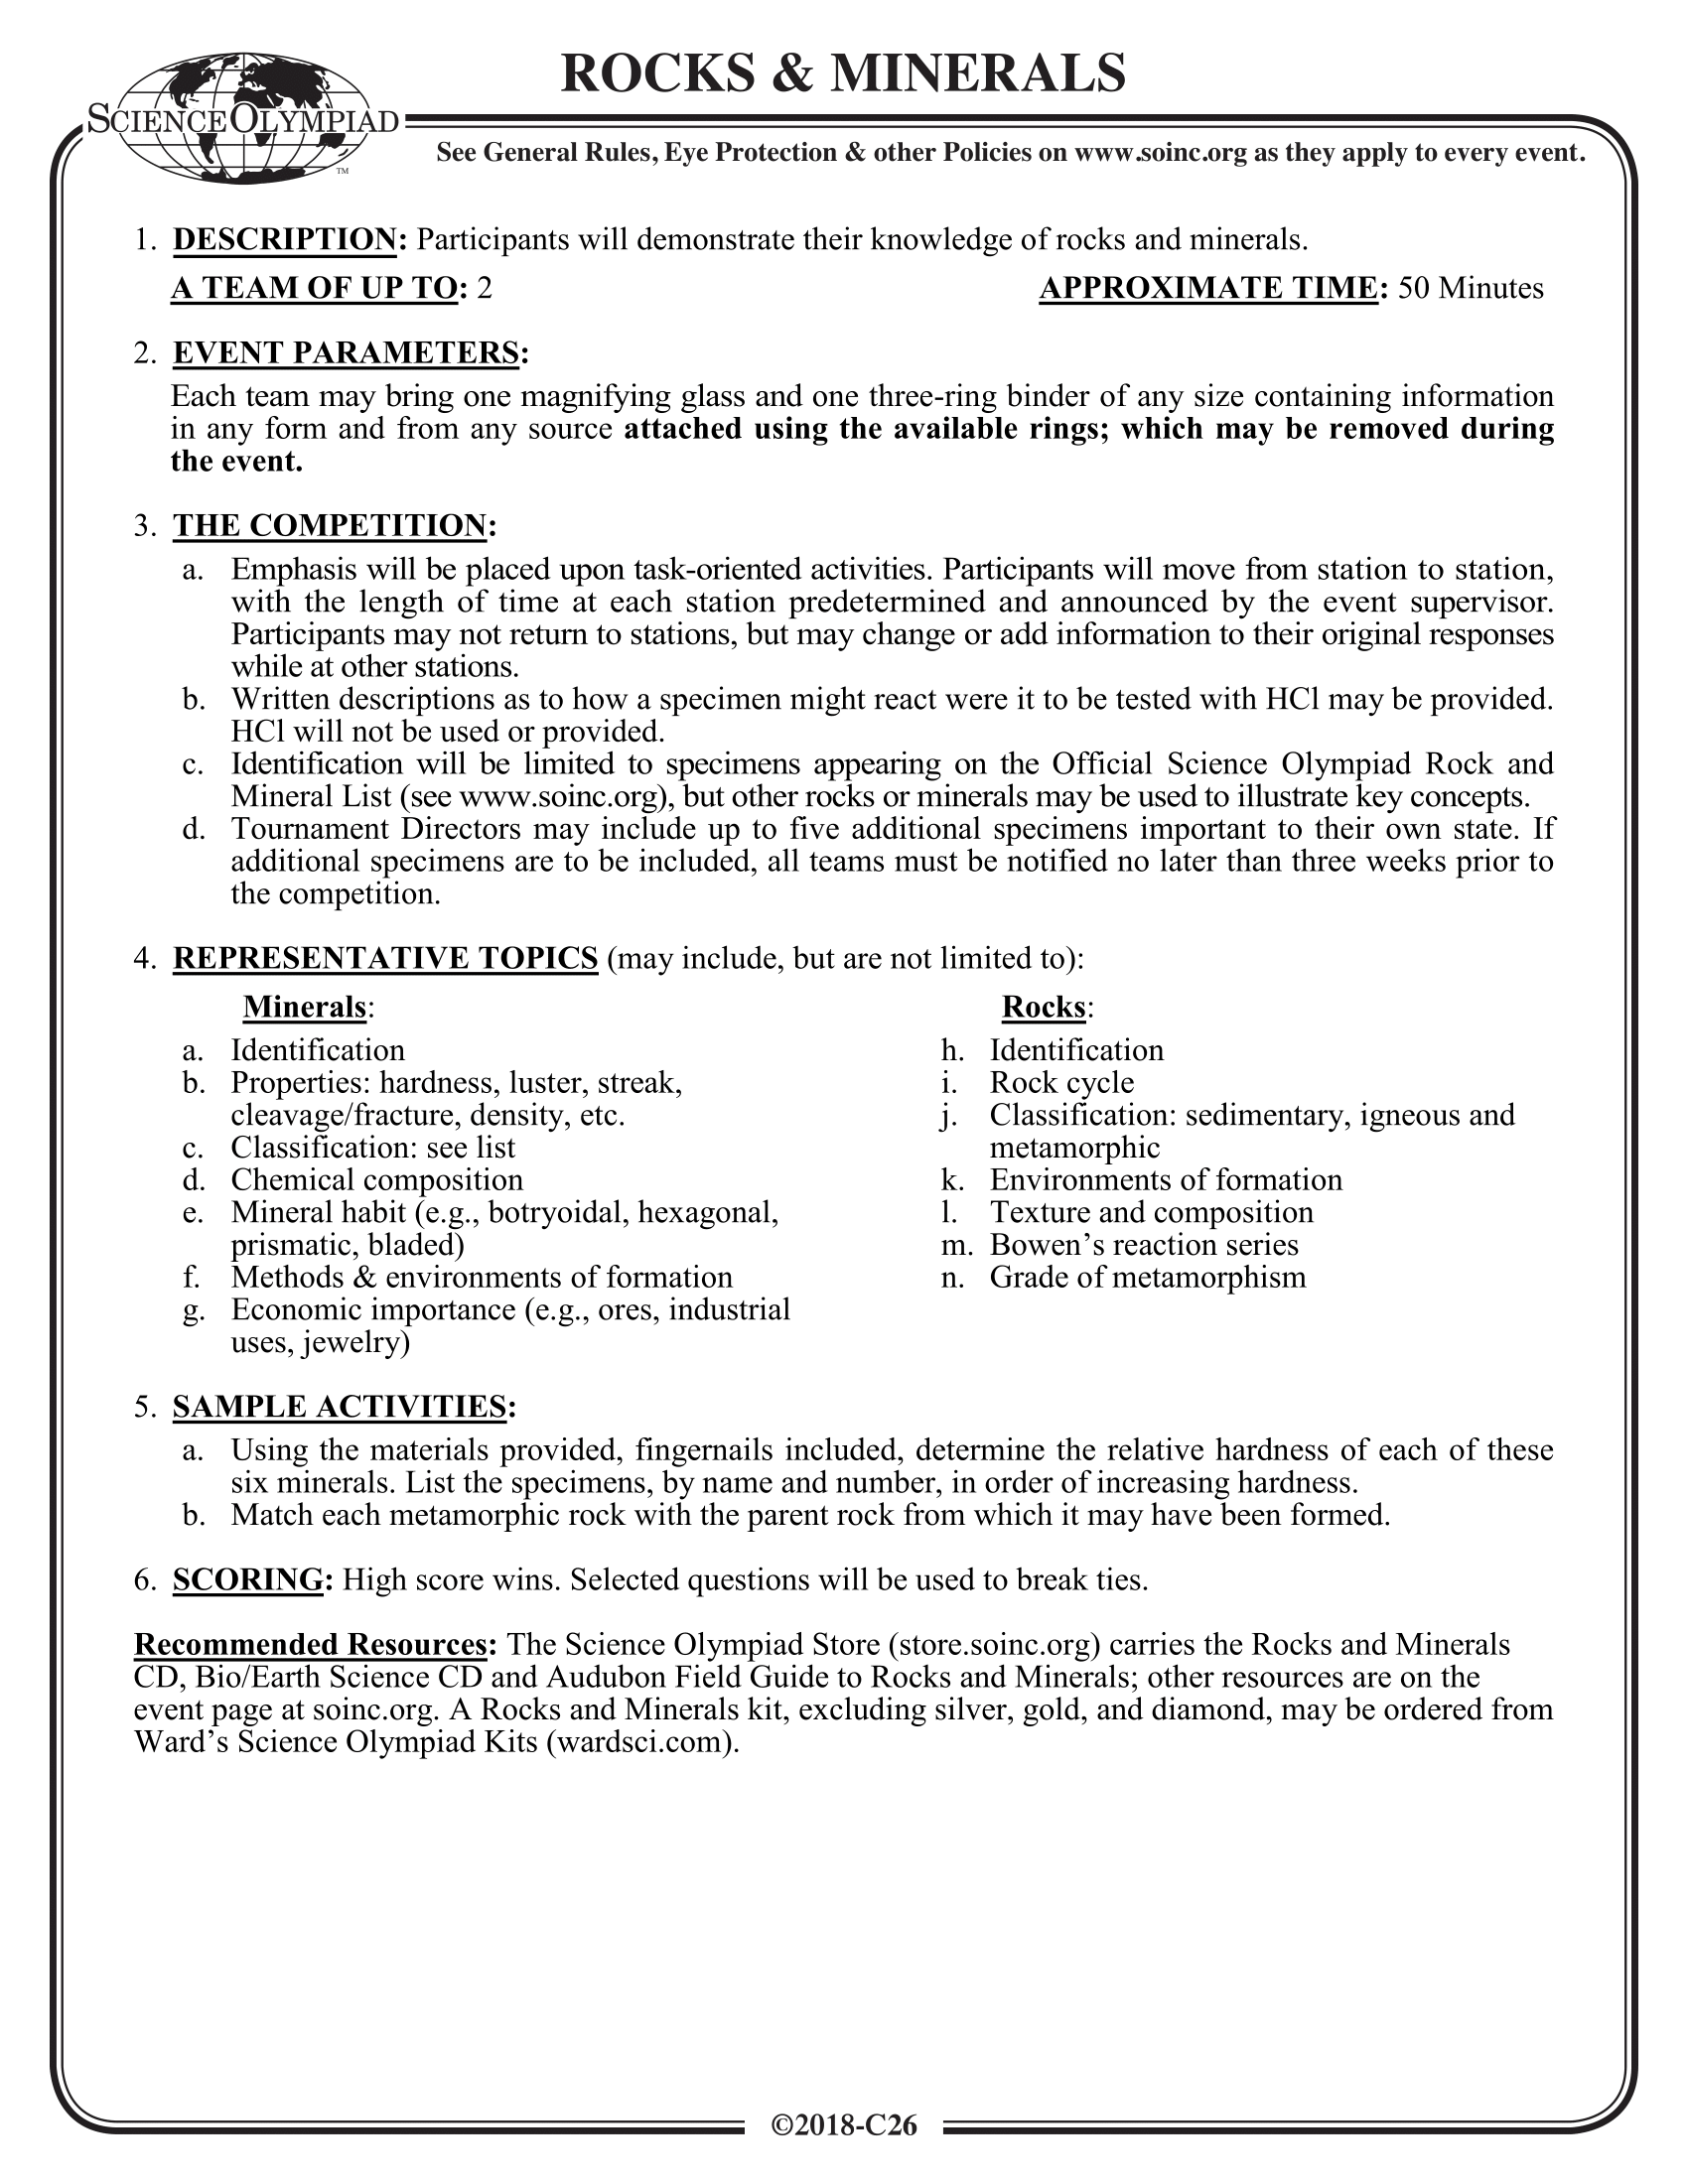 ROCKS & MINERALS
SCIENCE OLYMPIAD
TM
See General Rules, Eye Protection & other Policies on www.soinc.org as they apply to every event.
1. DESCRIPTION: Participants will demonstrate their knowledge of rocks and minerals.
A TEAM OF UP TO: 2 APPROXIMATE TIME: 50 Minutes
2. EVENT PARAMETERS:
Each team may bring one magnifying glass and one three-ring binder of any size containing information
in any form and from any source attached using the available rings; which may be removed during
the event.
3. THE COMPETITION:
a. Emphasis will be placed upon task-oriented activities. Participants will move from station to station,
with the length of time at each station predetermined and announced by the event supervisor.
Participants may not return to stations, but may change or add information to their original responses
while at other stations.
b. Written descriptions as to how a specimen might react were it to be tested with HCl may be provided.
HCl will not be used or provided.
c. Identification will be limited to specimens appearing on the Official Science Olympiad Rock and
Mineral List (see www.soinc.org), but other rocks or minerals may be used to illustrate key concepts.
d. Tournament Directors may include up to five additional specimens important to their own state. If
additional specimens are to be included, all teams must be notified no later than three weeks prior to
the competition.
4. REPRESENTATIVE TOPICS (may include, but are not limited to):
Minerals:
a. Identification
b. Properties: hardness, luster, streak,
cleavage/fracture, density, etc.
c. Classification: see list
d. Chemical composition
e. Mineral habit (e.g., botryoidal, hexagonal,
prismatic, bladed)
f. Methods & environments of formation
g. Economic importance (e.g., ores, industrial
uses, jewelry)
Rocks:
h. Identification
i. Rock cycle
j. Classification: sedimentary, igneous and
metamorphic
k. Environments of formation
l. Texture and composition
m. Bowen’s reaction series
n. Grade of metamorphism
5. SAMPLE ACTIVITIES:
a. Using the materials provided, fingernails included, determine the relative hardness of each of these
six minerals. List the specimens, by name and number, in order of increasing hardness.
b. Match each metamorphic rock with the parent rock from which it may have been formed.
6. SCORING: High score wins. Selected questions will be used to break ties.
Recommended Resources: The Science Olympiad Store (store.soinc.org) carries the Rocks and Minerals
CD, Bio/Earth Science CD and Audubon Field Guide to Rocks and Minerals; other resources are on the
event page at soinc.org. A Rocks and Minerals kit, excluding silver, gold, and diamond, may be ordered from
Ward’s Science Olympiad Kits (wardsci.com).
©2018-C26